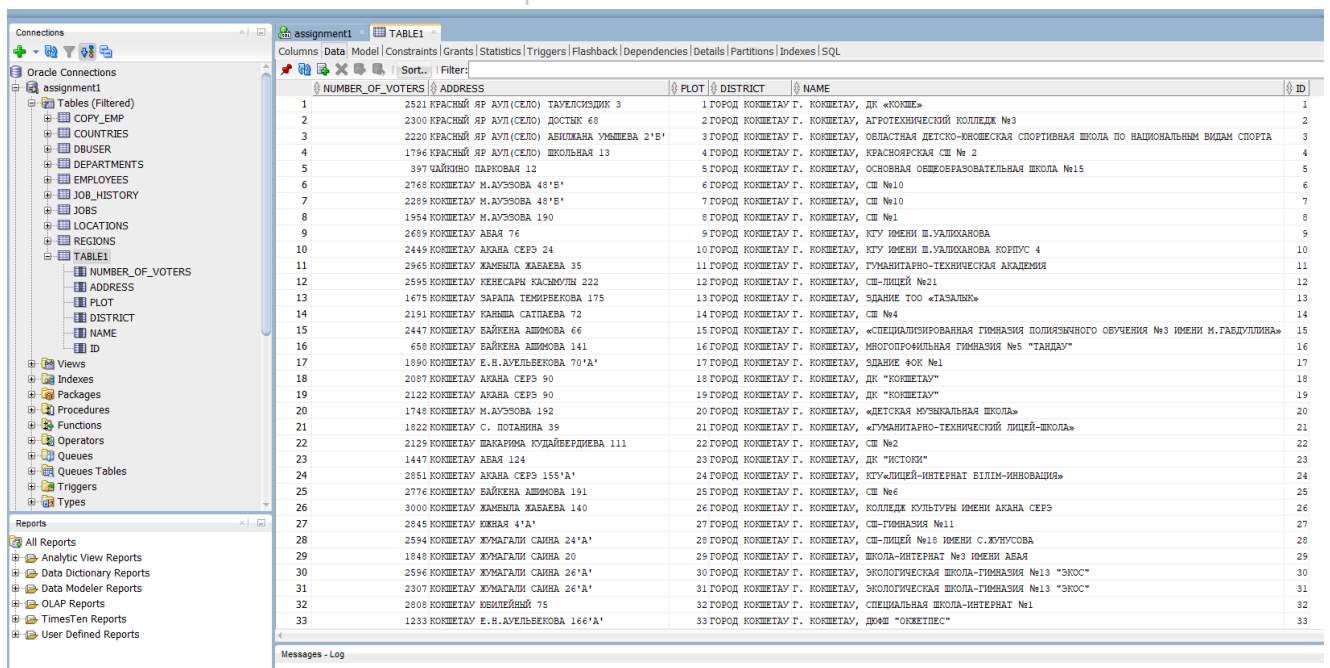 Connections
Oracle Connections
assignment1
Tables (Filtered)
COPY_EMP
COUNTRIES
DBUSER
DEPARTMENTS
EMPLOYEES
JOB_HISTORY
JOBS
LOCATIONS
REGIONS
TABLE1
NUMBER_OF_VOTERS
ADDRESS
PLOT
DISTRICT
NAME
ID
Views
Indexes
Packages
Procedures
Functions
Operators
Queues
Queues Tables
Triggers
Types
Reports
All Reports
Analytic View Reports
Data Dictionary Reports
Data Modeler Reports
OLAP Reports
TimesTen Reports
User Defined Reports
assignment1 TABLE1
Columns Data Model Constraints Grants Statistics Triggers Flashback Dependencies Details Partitions Indexes SQL
Sort.. Filter:
NUMBER_OF_VOTERS ADDRESS PLOT DISTRICT NAME ID
1 2521 КРАСНЫЙ ЯР АУЛ(СЕЛО) ТАУЕЛСИЗДИК 3 1 ГОРОД КОКШЕТАУ Г. КОКШЕТАУ, ДК «КОКШЕ» 1
2 2300 КРАСНЫЙ ЯР АУЛ(СЕЛО) ДОСТЫК 68 2 ГОРОД КОКШЕТАУ Г. КОКШЕТАУ, АГРОТЕХНИЧЕСКИЙ КОЛЛЕДЖ №3 2
3 2220 КРАСНЫЙ ЯР АУЛ(СЕЛО) АБИЛЖАНА УМЫШЕВА 2'Б' 3 ГОРОД КОКШЕТАУ Г. КОКШЕТАУ, ОБЛАСТНАЯ ДЕТСКО-ЮНОШЕСКАЯ СПОРТИВНАЯ ШКОЛА ПО НАЦИОНАЛЬНЫМ ВИДАМ СПОРТА 3
4 1796 КРАСНЫЙ ЯР АУЛ(СЕЛО) ШКОЛЬНАЯ 13 4 ГОРОД КОКШЕТАУ Г. КОКШЕТАУ, КРАСНОЯРСКАЯ СШ № 2 4
5 397 ЧАЙКИНО ПАРКОВАЯ 12 5 ГОРОД КОКШЕТАУ Г. КОКШЕТАУ, ОСНОВНАЯ ОБЩЕОБРАЗОВАТЕЛЬНАЯ ШКОЛА №15 5
6 2768 КОКШЕТАУ М.АУЭЗОВА 48'Б' 6 ГОРОД КОКШЕТАУ Г. КОКШЕТАУ, СШ №10 6
7 2289 КОКШЕТАУ М.АУЭЗОВА 48'Б' 7 ГОРОД КОКШЕТАУ Г. КОКШЕТАУ, СШ №10 7
8 1954 КОКШЕТАУ М.АУЭЗОВА 190 8 ГОРОД КОКШЕТАУ Г. КОКШЕТАУ, СШ №1 8
9 2689 КОКШЕТАУ АБАЯ 76 9 ГОРОД КОКШЕТАУ Г. КОКШЕТАУ, КГУ ИМЕНИ Ш.УАЛИХАНОВА 9
10 2449 КОКШЕТАУ АКАНА СЕРЭ 24 10 ГОРОД КОКШЕТАУ Г. КОКШЕТАУ, КГУ ИМЕНИ Ш.УАЛИХАНОВА КОРПУС 4 10
11 2965 КОКШЕТАУ ЖАМБЫЛА ЖАБАЕВА 35 11 ГОРОД КОКШЕТАУ Г. КОКШЕТАУ, ГУМАНИТАРНО-ТЕХНИЧЕСКАЯ АКАДЕМИЯ 11
12 2595 КОКШЕТАУ КЕНЕСАРЫ КАСЫМУЛЫ 222 12 ГОРОД КОКШЕТАУ Г. КОКШЕТАУ, СШ-ЛИЦЕЙ №21 12
13 1675 КОКШЕТАУ ЗАРАПА ТЕМИРБЕКОВА 175 13 ГОРОД КОКШЕТАУ Г. КОКШЕТАУ, ЗДАНИЕ ТОО «ТАЗАЛЫК» 13
14 2191 КОКШЕТАУ КАНЫША САТПАЕВА 72 14 ГОРОД КОКШЕТАУ Г. КОКШЕТАУ, СШ №4 14
15 2447 КОКШЕТАУ БАЙКЕНА АШИМОВА 66 15 ГОРОД КОКШЕТАУ Г. КОКШЕТАУ, «СПЕЦИАЛИЗИРОВАННАЯ ГИМНАЗИЯ ПОЛИЯЗЫЧНОГО ОБУЧЕНИЯ №3 ИМЕНИ М.ГАБДУЛЛИНА» 15
16 658 КОКШЕТАУ БАЙКЕНА АШИМОВА 141 16 ГОРОД КОКШЕТАУ Г. КОКШЕТАУ, МНОГОПРОФИЛЬНАЯ ГИМНАЗИЯ №5 "ТАНДАУ" 16
17 1890 КОКШЕТАУ Е.Н.АУЕЛЬБЕКОВА 70'А' 17 ГОРОД КОКШЕТАУ Г. КОКШЕТАУ, ЗДАНИЕ ФОК №1 17
18 2087 КОКШЕТАУ АКАНА СЕРЭ 90 18 ГОРОД КОКШЕТАУ Г. КОКШЕТАУ, ДК "КОКШЕТАУ" 18
19 2122 КОКШЕТАУ АКАНА СЕРЭ 90 19 ГОРОД КОКШЕТАУ Г. КОКШЕТАУ, ДК "КОКШЕТАУ" 19
20 1748 КОКШЕТАУ М.АУЭЗОВА 192 20 ГОРОД КОКШЕТАУ Г. КОКШЕТАУ, «ДЕТСКАЯ МУЗЫКАЛЬНАЯ ШКОЛА» 20
21 1822 КОКШЕТАУ С. ПОТАНИНА 39 21 ГОРОД КОКШЕТАУ Г. КОКШЕТАУ, «ГУМАНИТАРНО-ТЕХНИЧЕСКИЙ ЛИЦЕЙ-ШКОЛА» 21
22 2129 КОКШЕТАУ ШАКАРИМА КУДАЙБЕРДИЕВА 111 22 ГОРОД КОКШЕТАУ Г. КОКШЕТАУ, СШ №2 22
23 1447 КОКШЕТАУ АБАЯ 124 23 ГОРОД КОКШЕТАУ Г. КОКШЕТАУ, ДК "ИСТОКИ" 23
24 2851 КОКШЕТАУ АКАНА СЕРЭ 155'А' 24 ГОРОД КОКШЕТАУ Г. КОКШЕТАУ, КГУ«ЛИЦЕЙ-ИНТЕРНАТ БІЛІМ-ИННОВАЦИЯ» 24
25 2776 КОКШЕТАУ БАЙКЕНА АШИМОВА 191 25 ГОРОД КОКШЕТАУ Г. КОКШЕТАУ, СШ №6 25
26 3000 КОКШЕТАУ ЖАМБЫЛА ЖАБАЕВА 140 26 ГОРОД КОКШЕТАУ Г. КОКШЕТАУ, КОЛЛЕДЖ КУЛЬТУРЫ ИМЕНИ АКАНА СЕРЭ 26
27 2845 КОКШЕТАУ ЮЖНАЯ 4'А' 27 ГОРОД КОКШЕТАУ Г. КОКШЕТАУ, СШ-ГИМНАЗИЯ №11 27
28 2594 КОКШЕТАУ ЖУМАГАЛИ САИНА 24'А' 28 ГОРОД КОКШЕТАУ Г. КОКШЕТАУ, СШ-ЛИЦЕЙ №18 ИМЕНИ С.ЖУНУСОВА 28
29 1848 КОКШЕТАУ ЖУМАГАЛИ САИНА 20 29 ГОРОД КОКШЕТАУ Г. КОКШЕТАУ, ШКОЛА-ИНТЕРНАТ №3 ИМЕНИ АБАЯ 29
30 2596 КОКШЕТАУ ЖУМАГАЛИ САИНА 26'А' 30 ГОРОД КОКШЕТАУ Г. КОКШЕТАУ, ЭКОЛОГИЧЕСКАЯ ШКОЛА-ГИМНАЗИЯ №13 "ЭКОС" 30
31 2307 КОКШЕТАУ ЖУМАГАЛИ САИНА 26'А' 31 ГОРОД КОКШЕТАУ Г. КОКШЕТАУ, ЭКОЛОГИЧЕСКАЯ ШКОЛА-ГИМНАЗИЯ №13 "ЭКОС" 31
32 2808 КОКШЕТАУ ЮБИЛЕЙНЫЙ 75 32 ГОРОД КОКШЕТАУ Г. КОКШЕТАУ, СПЕЦИАЛЬНАЯ ШКОЛА-ИНТЕРНАТ №1 32
33 1233 КОКШЕТАУ Е.Н.АУЕЛЬБЕКОВА 166'А' 33 ГОРОД КОКШЕТАУ Г. КОКШЕТАУ, ДЮФШ "ОКЖЕТПЕС" 33
Messages - Log